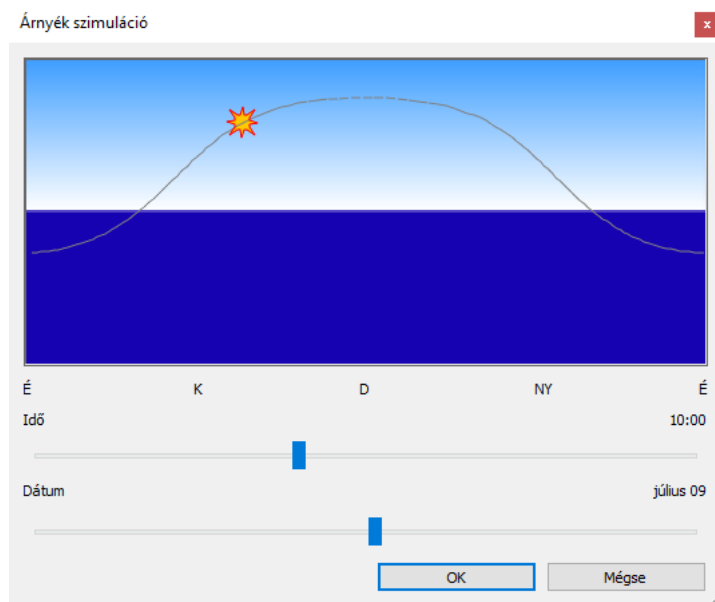 Árnyék szimuláció
x
É K D NY É
Idő 10:00
Dátum július 09
OK Mégse